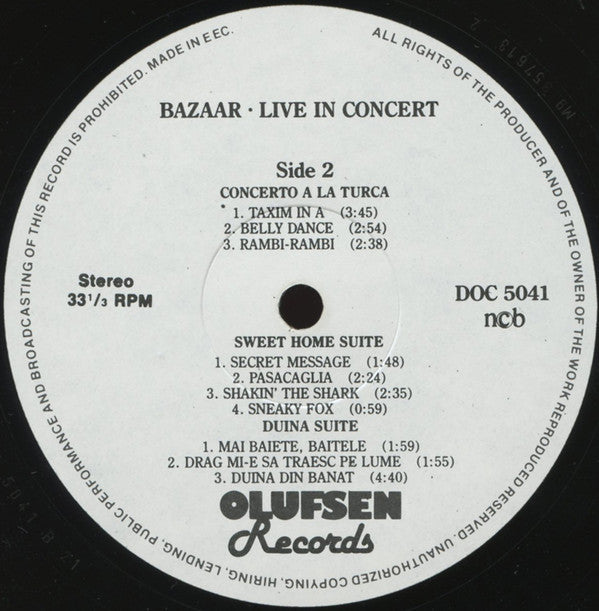 ALL RIGHTS OF THE PRODUCER AND OF THE OWNER OF THE WORK REPRODUCED RESERVED. UNAUTHORIZED COPYING, HIRING, LENDING, PUBLIC PERFORMANCE AND BROADCASTING OF THIS RECORD IS PROHIBITED. MADE IN EEC.
BAZAAR · LIVE IN CONCERT
Side 2
CONCERTO A LA TURCA
1. TAXIM IN A (3:45)
2. BELLY DANCE (2:54)
3. RAMBI-RAMBI (2:38)
Stereo
33 1/3 RPM
DOC 5041
ncb
SWEET HOME SUITE
1. SECRET MESSAGE (1:48)
2. PASACAGLIA (2:24)
3. SHAKIN' THE SHARK (2:35)
4. SNEAKY FOX (0:59)
DUINA SUITE
1. MAI BAIETE, BAITELE (1:59)
2. DRAG MI-E SA TRAESC PE LUME (1:55)
3. DUINA DIN BANAT (4:40)
OLUFSEN
Records